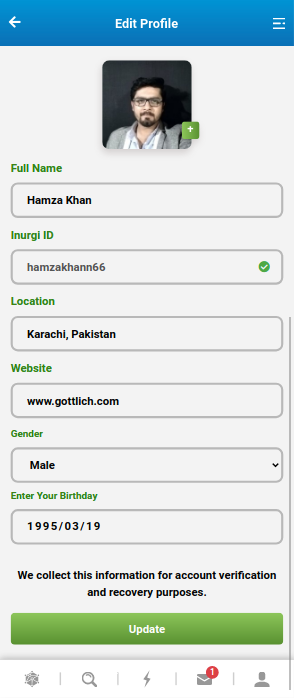 Edit Profile
+
Full Name
Hamza Khan
Inurgi ID
hamzakhann66
Location
Karachi, Pakistan
Website
www.gottlich.com
Gender
Male
Enter Your Birthday
1995/03/19
We collect this information for account verification
and recovery purposes.
Update
1